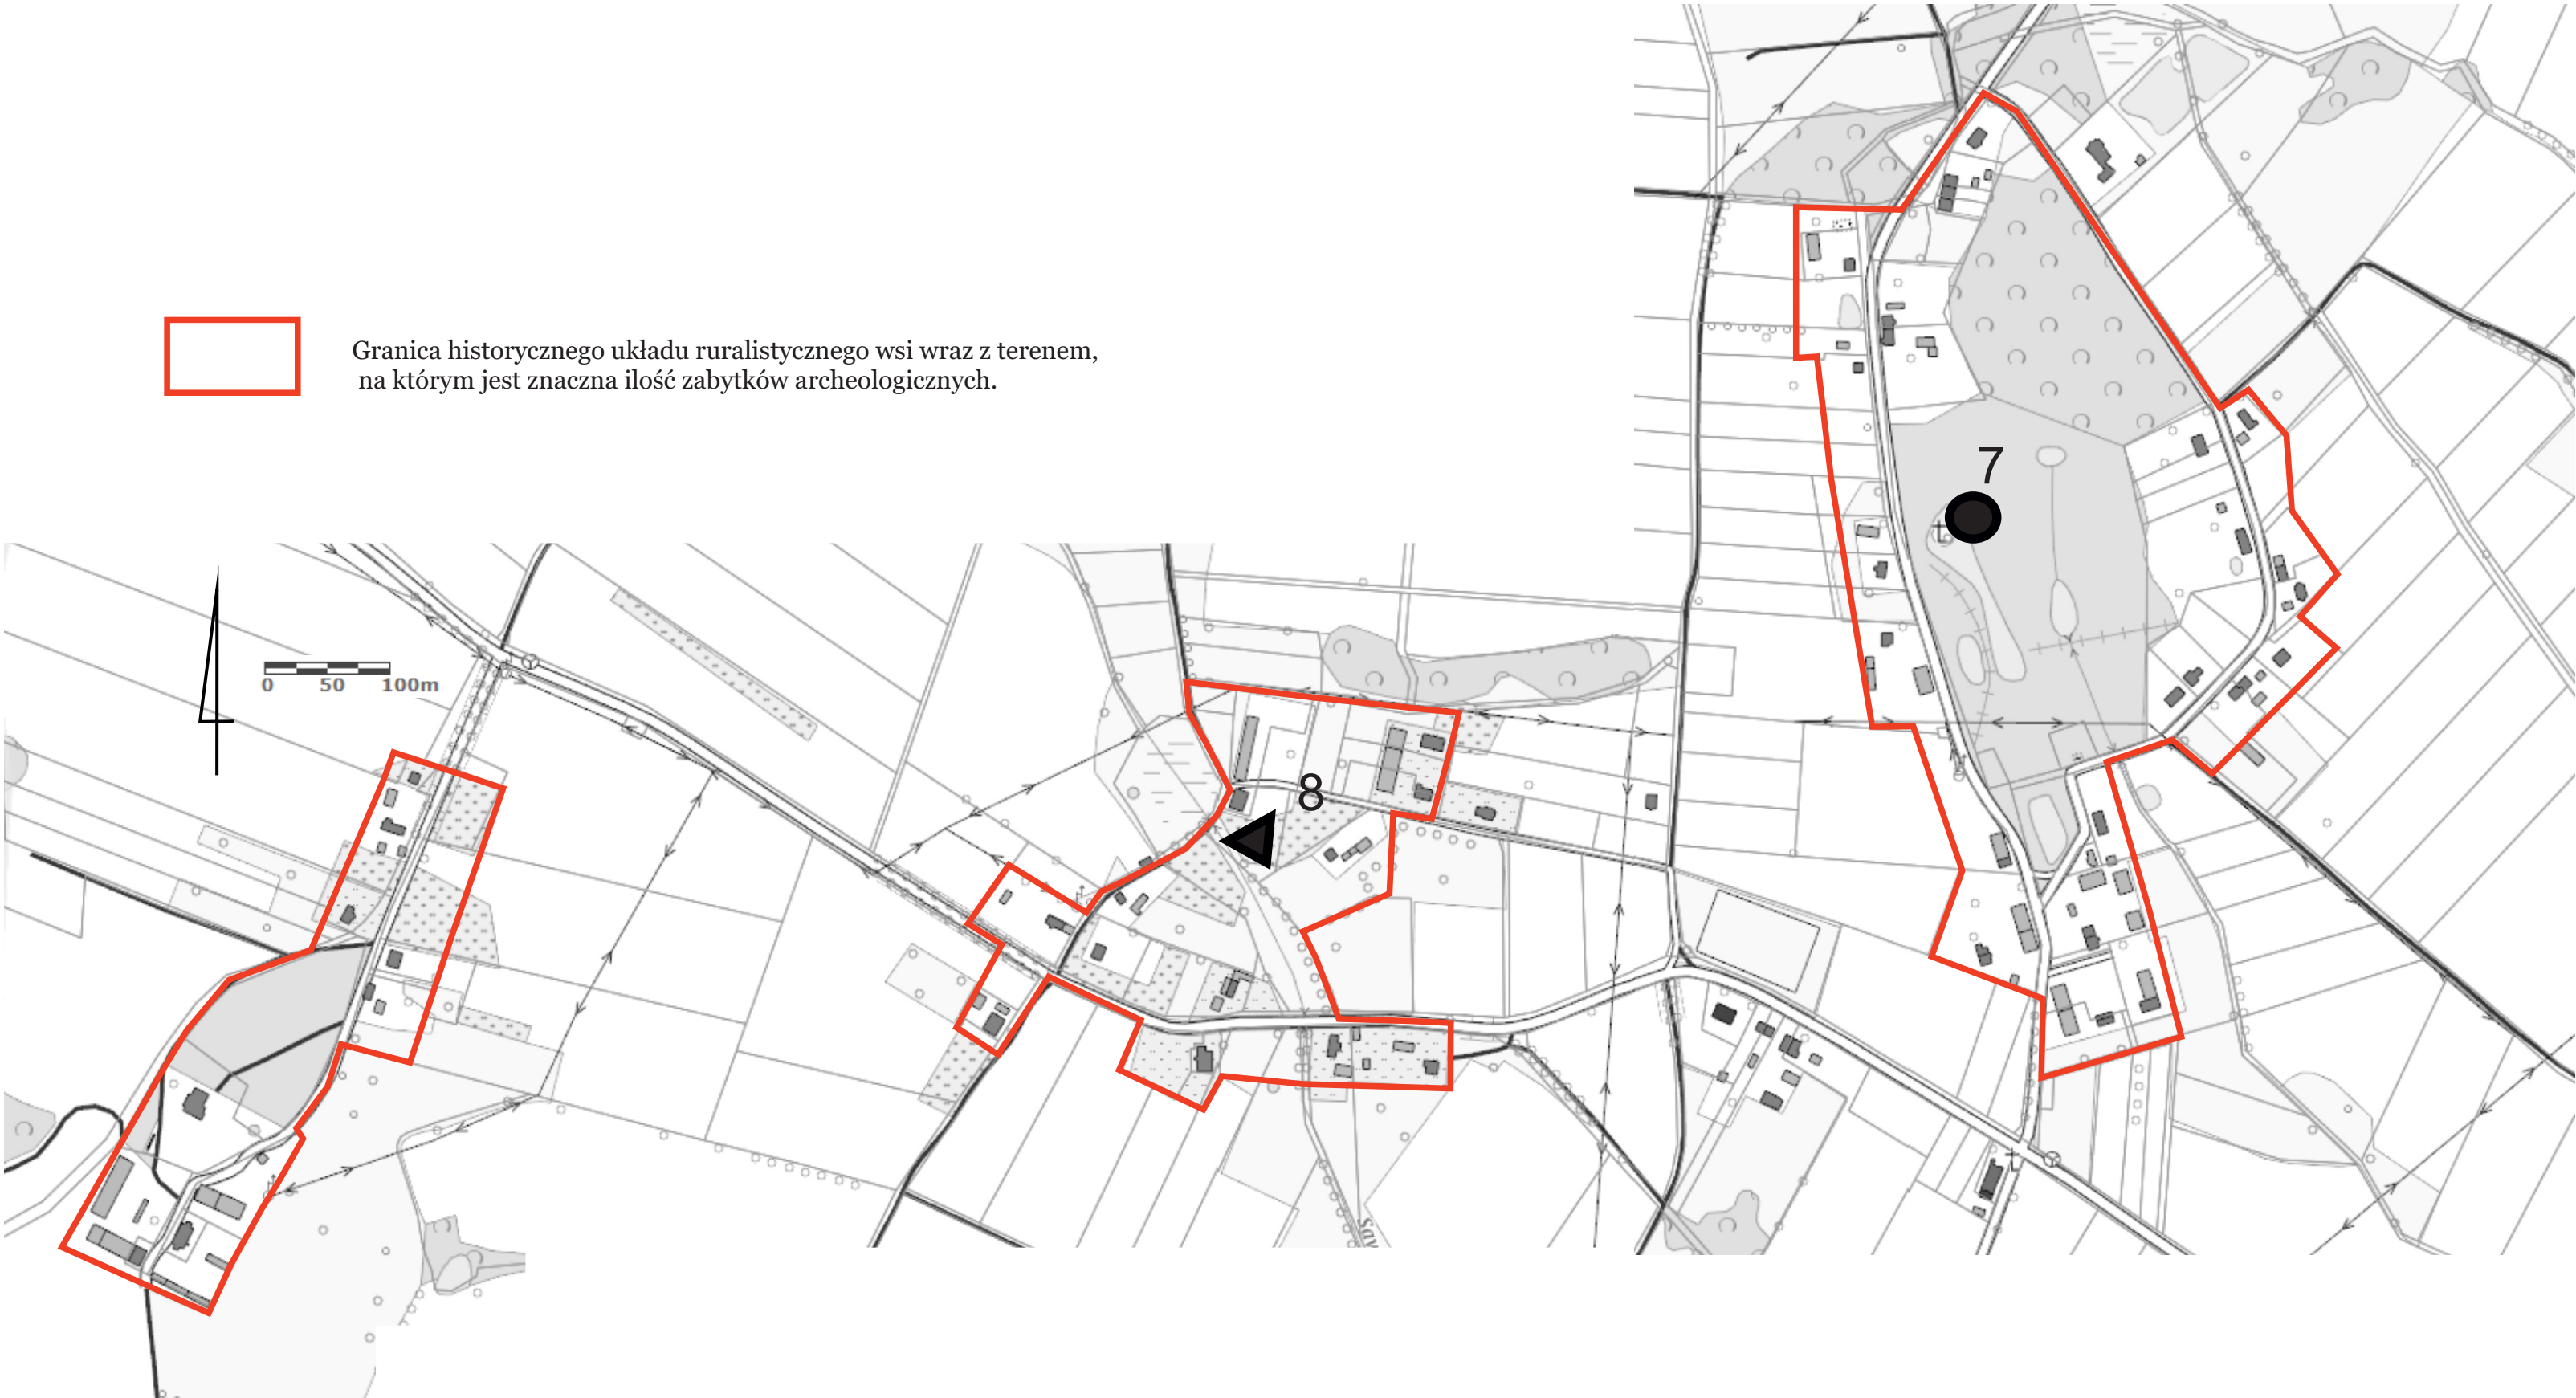 Granica historycznego układu ruralistycznego wsi wraz z terenem,
na którym jest znaczna ilość zabytków archeologicznych.
7
0 50 100m
8